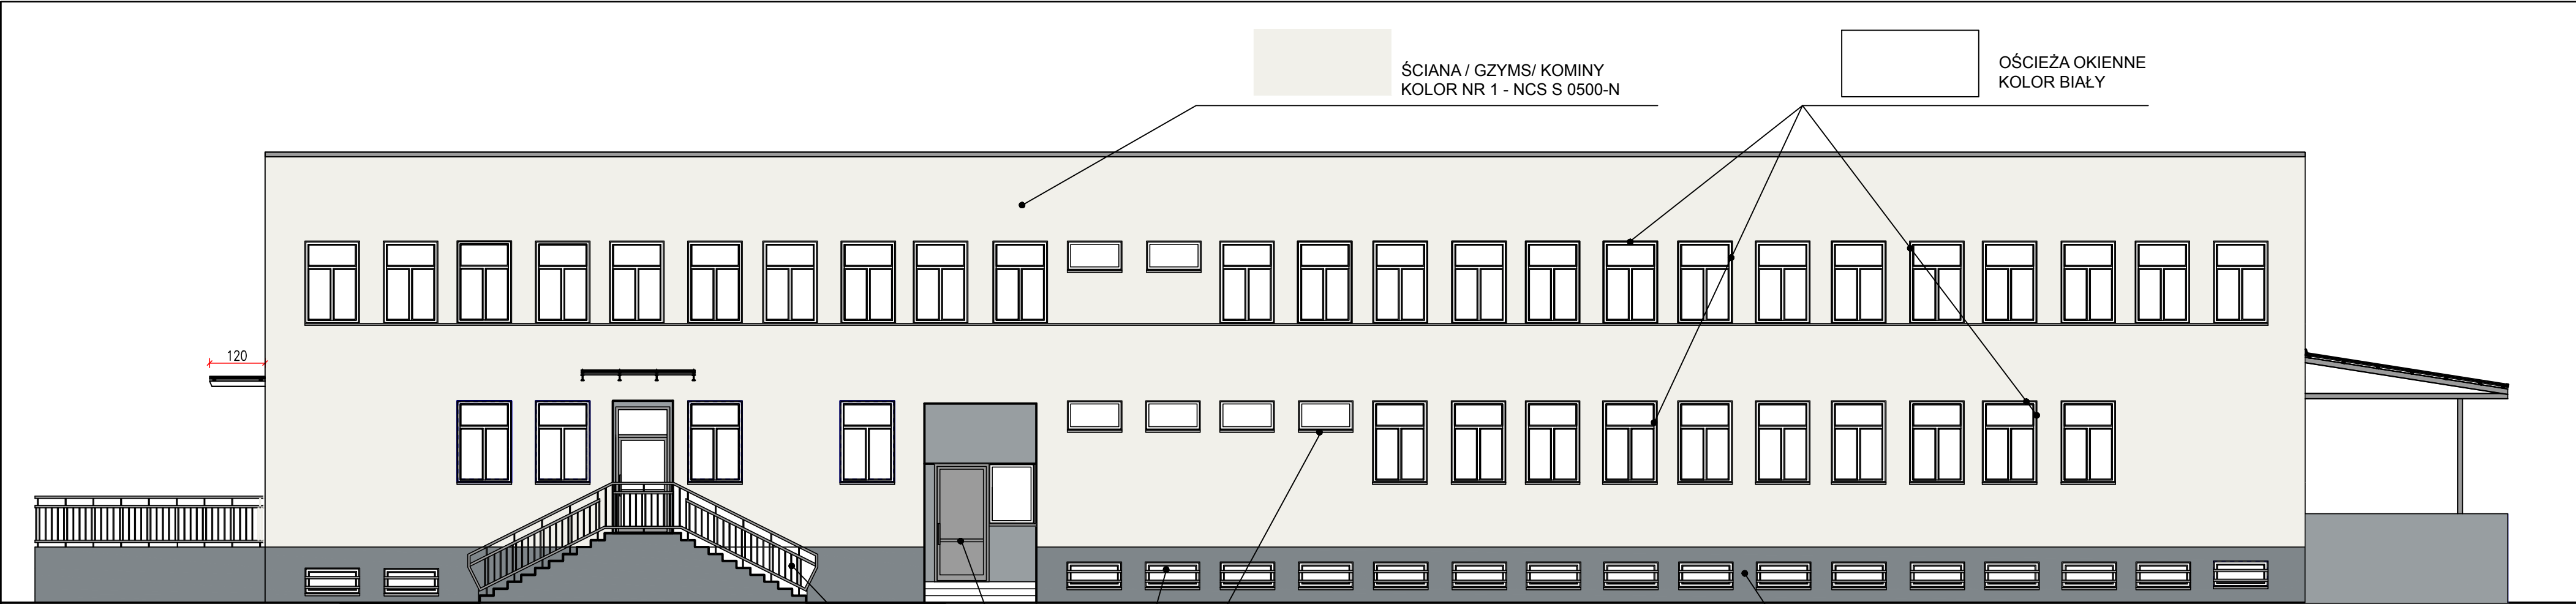 ŚCIANA / GZYMS/ KOMINY
KOLOR NR 1 - NCS S 0500-N
OŚCIEŻA OKIENNE
KOLOR BIAŁY
120